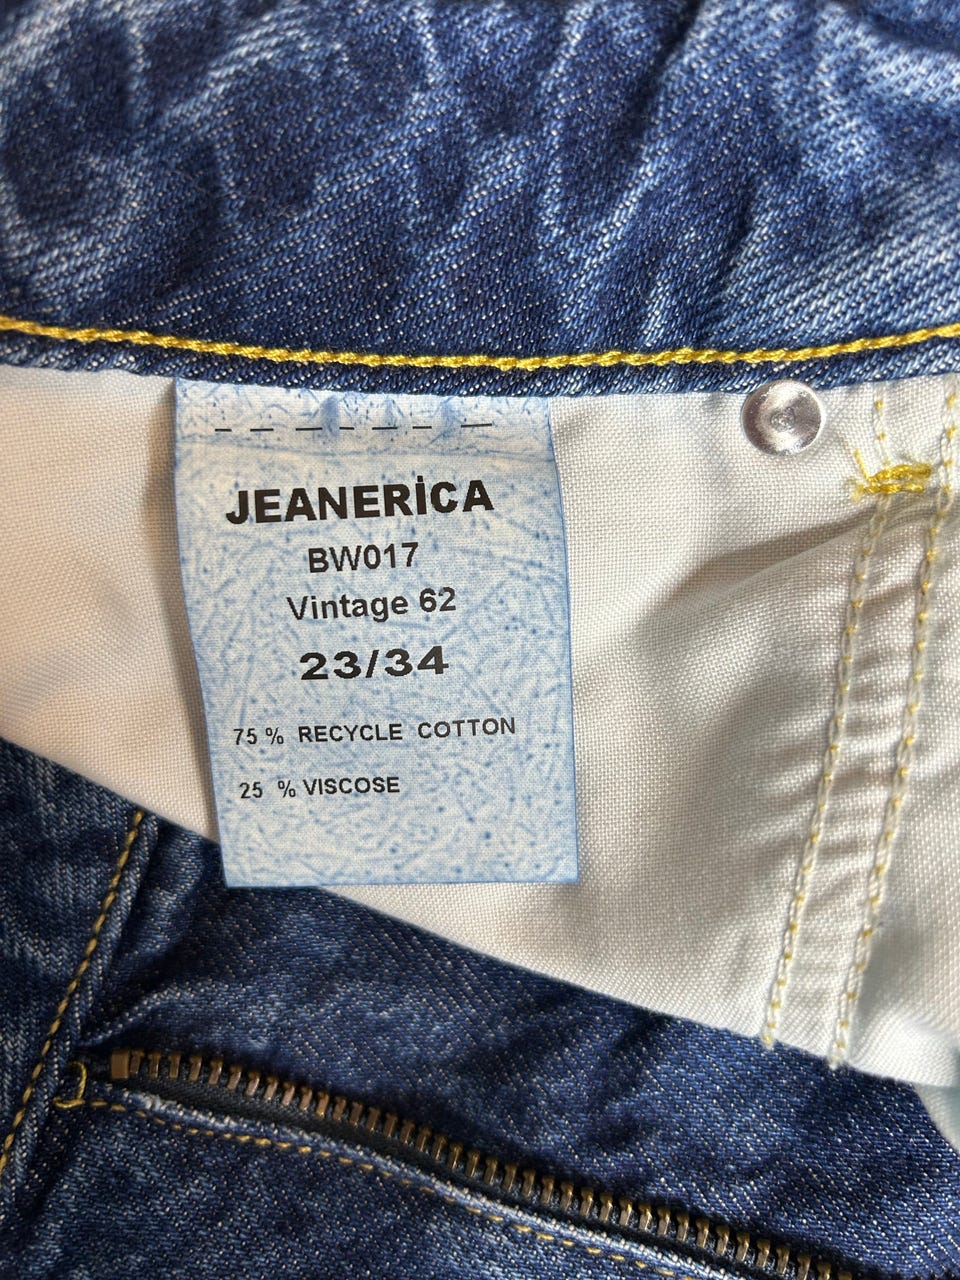 JEANERİCA
BW017
Vintage 62
23/34
75 % RECYCLE COTTON
25 % VISCOSE